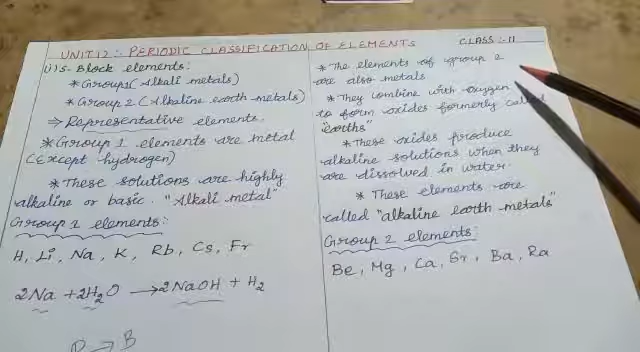 UNIT 2 :- PERIODIC CLASSIFICATION OF ELEMENTS CLASS :- 11
(i) S-Block elements:
* Group 1 (Alkali metals)
* Group 2 (Alkaline earth metals)
⇒ Representative elements.
* Group 1 elements are metal
(Except hydrogen)
* These solutions are highly
alkaline or basic. "Alkali metal"
Group 1 elements:
H, Li, Na, K, Rb, Cs, Fr
2Na + 2H₂O → 2NaOH + H₂
B
* The elements of group 2
are also metals
* They combine with oxygen
to form oxides formerly called
"earths"
* These oxides produce
alkaline solutions when they
are dissolved in water.
* These elements are
called "alkaline earth-metals"
Group 2 elements:
Be, Mg, Ca, Sr, Ba, Ra